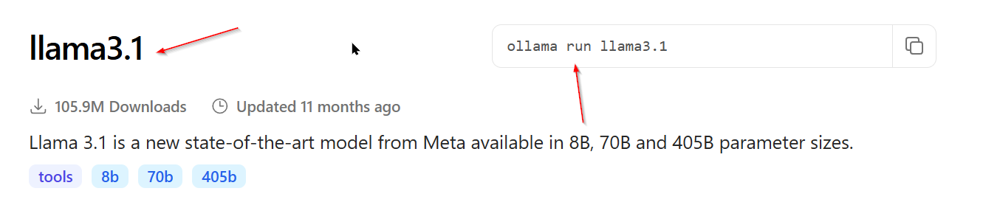 llama3.1
ollama run llama3.1
105.9M Downloads Updated 11 months ago
Llama 3.1 is a new state-of-the-art model from Meta available in 8B, 70B and 405B parameter sizes.
tools 8b 70b 405b